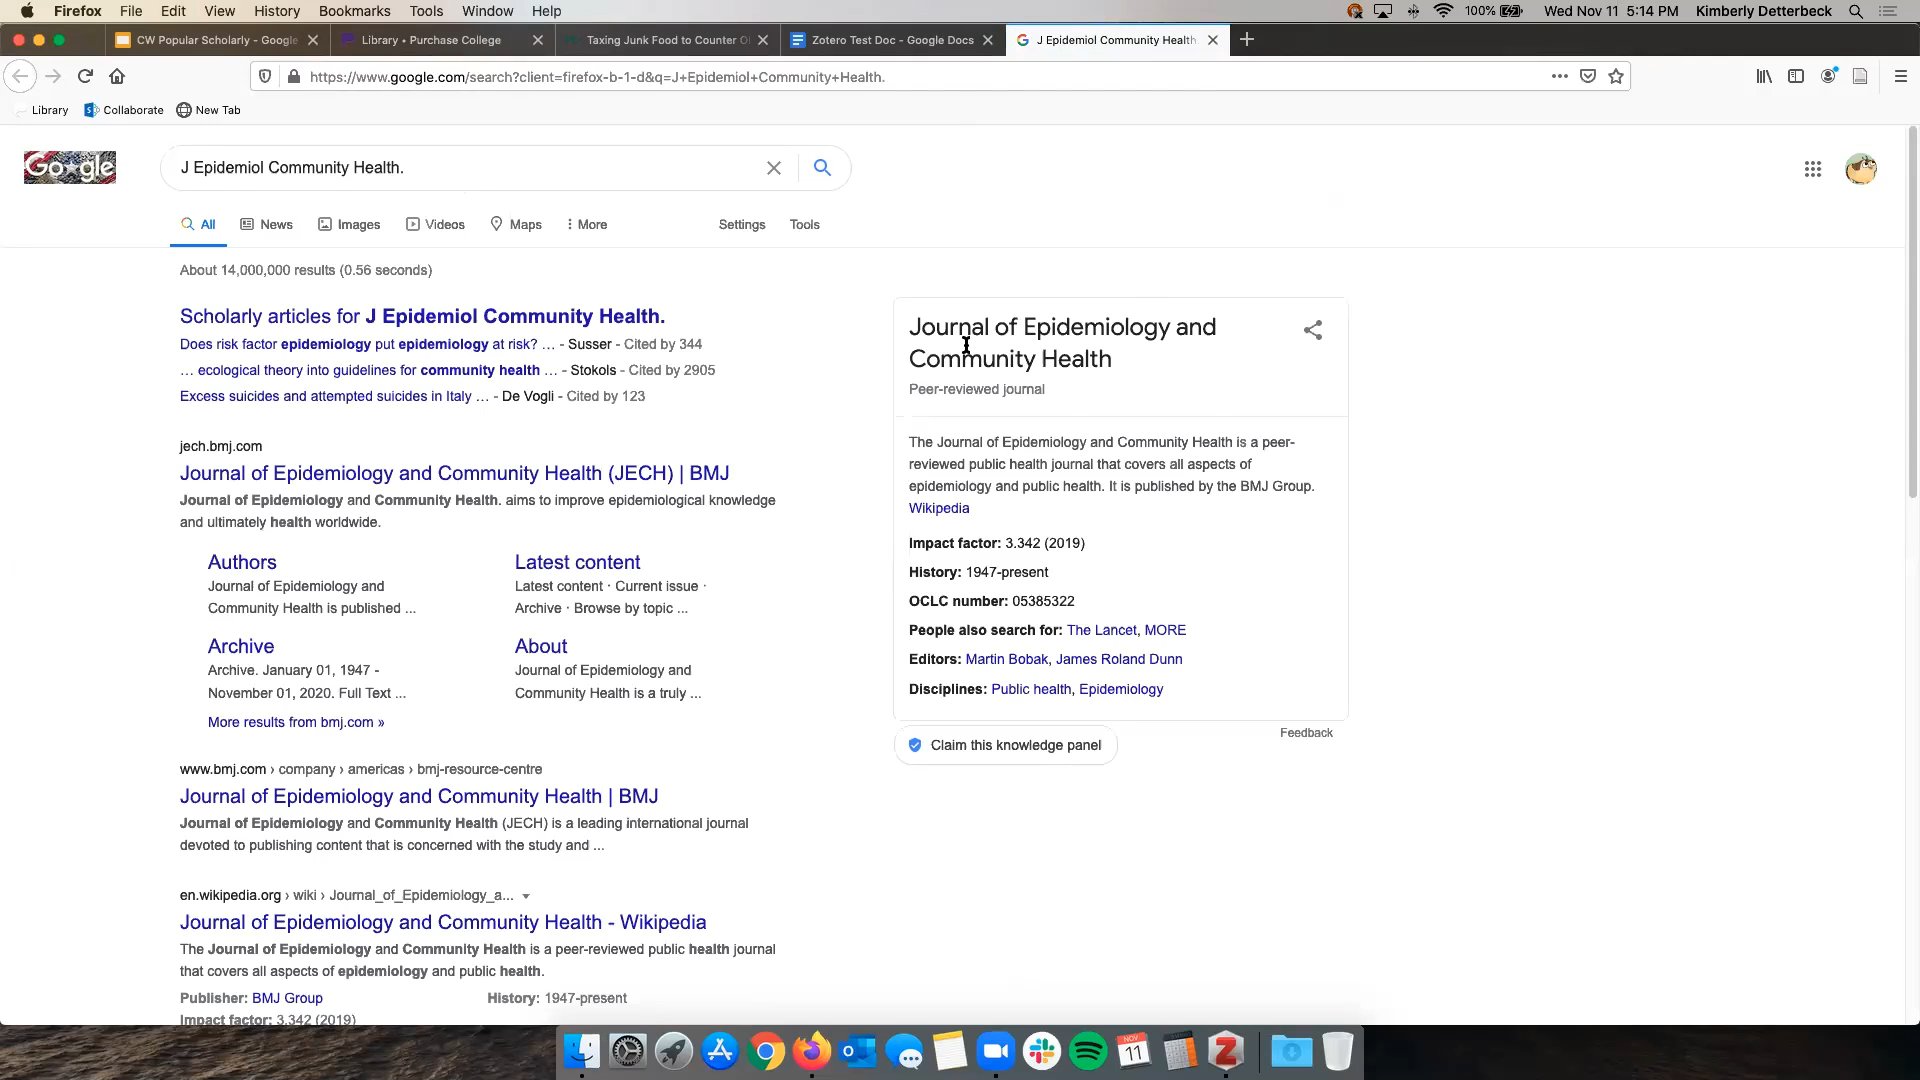 Firefox File Edit View History Bookmarks Tools Window Help 100% Wed Nov 11 5:14 PM Kimberly Detterbeck
CW Popular Scholarly - Google Library • Purchase College Taxing Junk Food to Counter O Zotero Test Doc - Google Docs J Epidemiol Community Health.
https://www.google.com/search?client=firefox-b-1-d&q=J+Epidemiol+Community+Health.
Library Collaborate New Tab
Google J Epidemiol Community Health.
All News Images Videos Maps More Settings Tools
About 14,000,000 results (0.56 seconds)
Scholarly articles for J Epidemiol Community Health.
Does risk factor epidemiology put epidemiology at risk? … - Susser - Cited by 344
… ecological theory into guidelines for community health … - Stokols - Cited by 2905
Excess suicides and attempted suicides in Italy … - De Vogli - Cited by 123
jech.bmj.com
Journal of Epidemiology and Community Health (JECH) | BMJ
Journal of Epidemiology and Community Health. aims to improve epidemiological knowledge
and ultimately health worldwide.
Authors
Journal of Epidemiology and
Community Health is published ...
Latest content
Latest content · Current issue ·
Archive · Browse by topic ...
Archive
Archive. January 01, 1947 -
November 01, 2020. Full Text ...
About
Journal of Epidemiology and
Community Health is a truly ...
More results from bmj.com »
www.bmj.com › company › americas › bmj-resource-centre
Journal of Epidemiology and Community Health | BMJ
Journal of Epidemiology and Community Health (JECH) is a leading international journal
devoted to publishing content that is concerned with the study and ...
en.wikipedia.org › wiki › Journal_of_Epidemiology_a...
Journal of Epidemiology and Community Health - Wikipedia
The Journal of Epidemiology and Community Health is a peer-reviewed public health journal
that covers all aspects of epidemiology and public health.
Publisher: BMJ Group History: 1947-present
Impact factor: 3.342 (2019)
Journal of Epidemiology and
Community Health
Peer-reviewed journal
The Journal of Epidemiology and Community Health is a peer-
reviewed public health journal that covers all aspects of
epidemiology and public health. It is published by the BMJ Group.
Wikipedia
Impact factor: 3.342 (2019)
History: 1947-present
OCLC number: 05385322
People also search for: The Lancet, MORE
Editors: Martin Bobak, James Roland Dunn
Disciplines: Public health, Epidemiology
Feedback
Claim this knowledge panel
NOV
11
Z